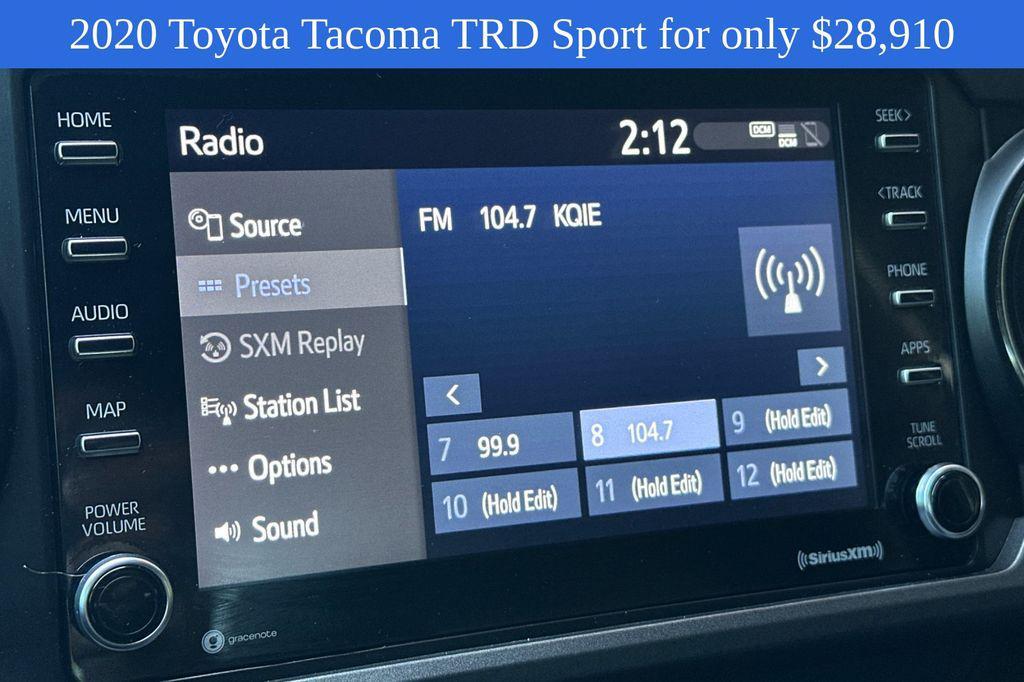 2020 Toyota Tacoma TRD Sport for only $28,910
HOME
MENU
AUDIO
MAP
POWER
VOLUME
Radio
2:12
DCM
DCM
Source
Presets
SXM Replay
Station List
Options
Sound
FM 104.7 KQIE
<
>
7 99.9
8 104.7
9 (Hold Edit)
10 (Hold Edit)
11 (Hold Edit)
12 (Hold Edit)
SEEK>
<TRACK
PHONE
APPS
TUNE
SCROLL
gracenote
((SiriusXM))